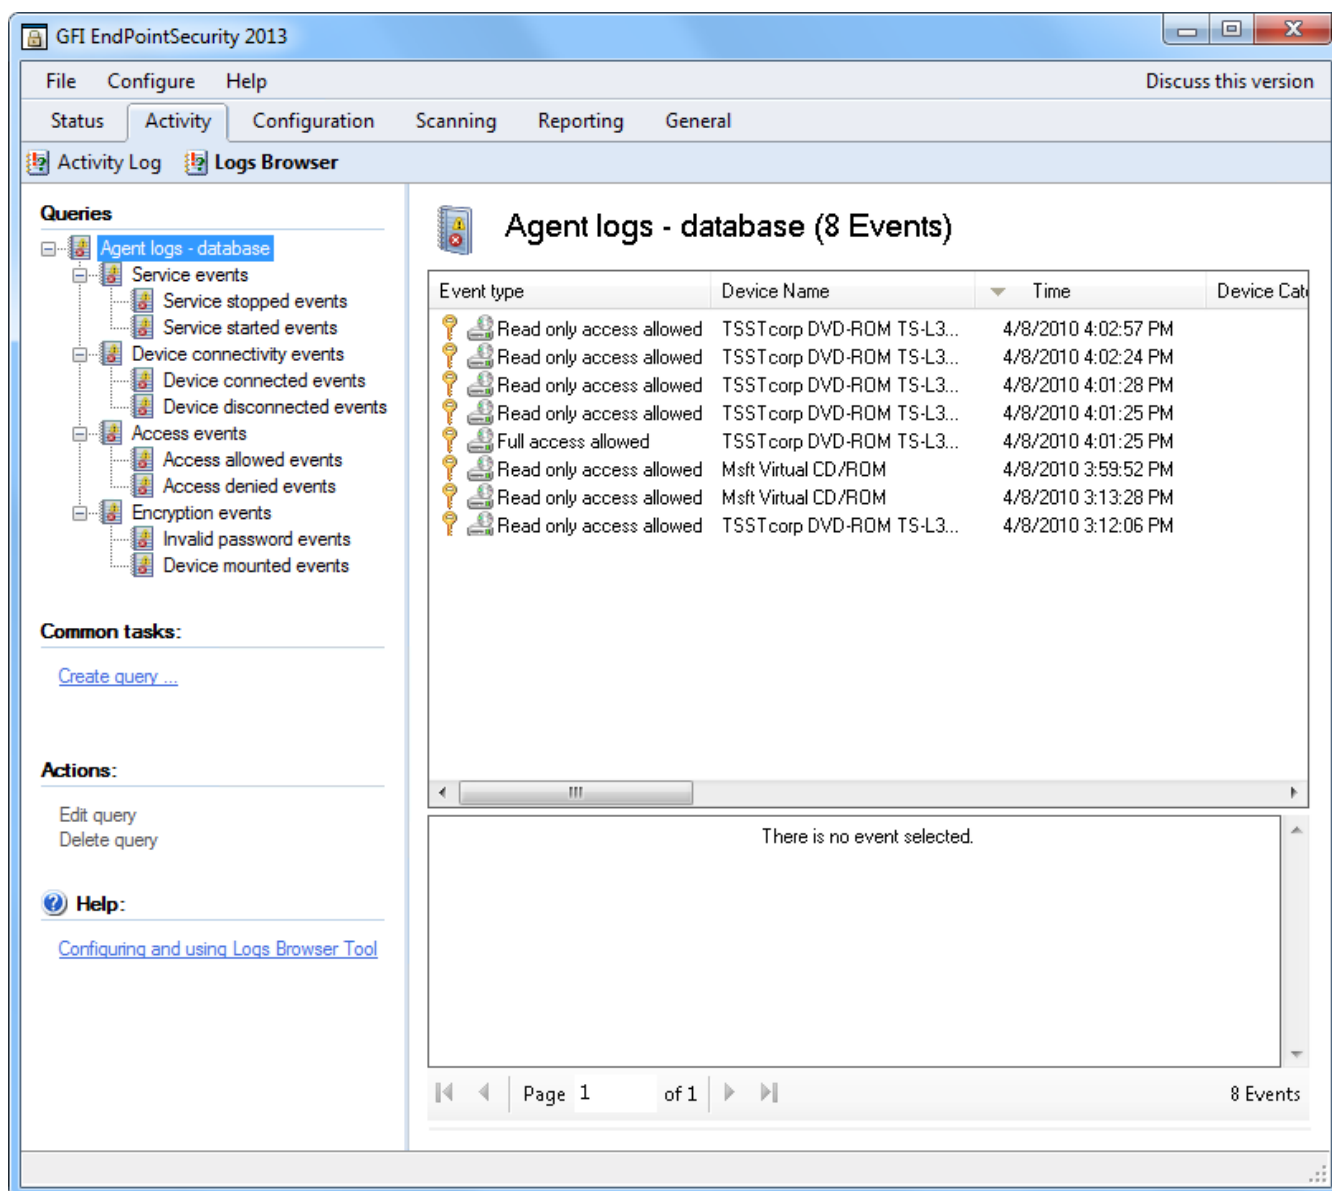 GFI EndPointSecurity 2013
File Configure Help Discuss this version
Status Activity Configuration Scanning Reporting General
Activity Log Logs Browser
Queries
Agent logs - database
Service events
Service stopped events
Service started events
Device connectivity events
Device connected events
Device disconnected events
Access events
Access allowed events
Access denied events
Encryption events
Invalid password events
Device mounted events
Common tasks:
Create query ...
Actions:
Edit query
Delete query
Help:
Configuring and using Logs Browser Tool
Agent logs - database (8 Events)
Event type Device Name Time Device Cat
Read only access allowed TSSTcorp DVD-ROM TS-L3... 4/8/2010 4:02:57 PM
Read only access allowed TSSTcorp DVD-ROM TS-L3... 4/8/2010 4:02:24 PM
Read only access allowed TSSTcorp DVD-ROM TS-L3... 4/8/2010 4:01:28 PM
Read only access allowed TSSTcorp DVD-ROM TS-L3... 4/8/2010 4:01:25 PM
Full access allowed TSSTcorp DVD-ROM TS-L3... 4/8/2010 4:01:25 PM
Read only access allowed Msft Virtual CD/ROM 4/8/2010 3:59:52 PM
Read only access allowed Msft Virtual CD/ROM 4/8/2010 3:13:28 PM
Read only access allowed TSSTcorp DVD-ROM TS-L3... 4/8/2010 3:12:06 PM
There is no event selected.
Page 1 of 1 8 Events